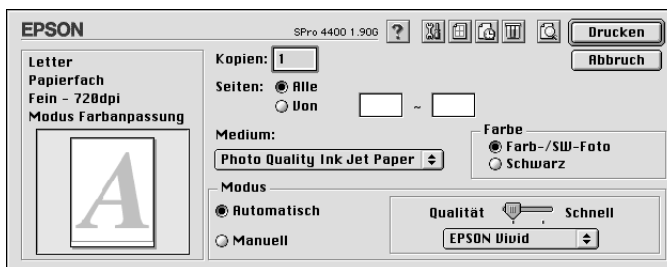 EPSON
SPro 4400 1.90G
?
Drucken
Abbruch
Letter
Papierfach
Fein - 720dpi
Modus Farbanpassung
A
Kopien: 1
Seiten: Alle
Von ~
Medium:
Photo Quality Ink Jet Paper
Farbe
Farb-/SW-Foto
Schwarz
Modus
Automatisch
Manuell
Qualität Schnell
EPSON Vivid